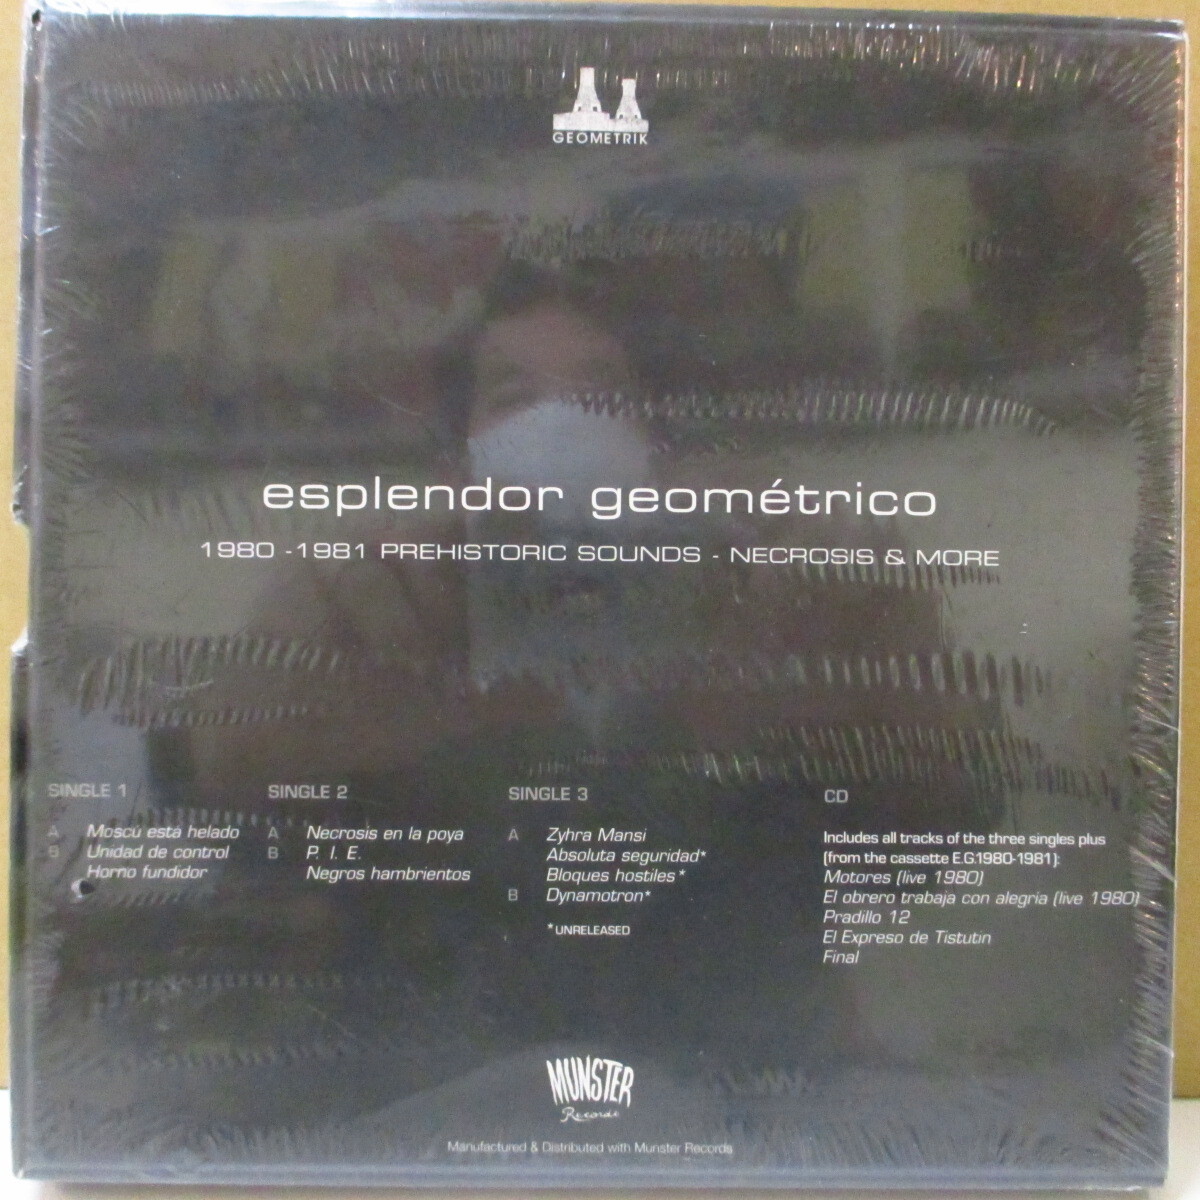 GEOMETRIK
esplendor geométrico
1980 -1981 PREHISTORIC SOUNDS - NECROSIS & MORE
SINGLE 1
A Moscú está helado
B Unidad de control
Horno fundidor
SINGLE 2
A Necrosis en la poya
B P. I. E.
Negros hambrientos
SINGLE 3
A Zyhra Mansi
Absoluta seguridad*
Bloques hostiles*
B Dynamotron*
*UNRELEASED
CD
Includes all tracks of the three singles plus
(from the cassette E.G.1980-1981):
Motores (live 1980)
El obrero trabaja con alegria (live 1980)
Pradillo 12
El Expreso de Tistutin
Final
MUNSTER
Records
Manufactured & Distributed with Munster Records